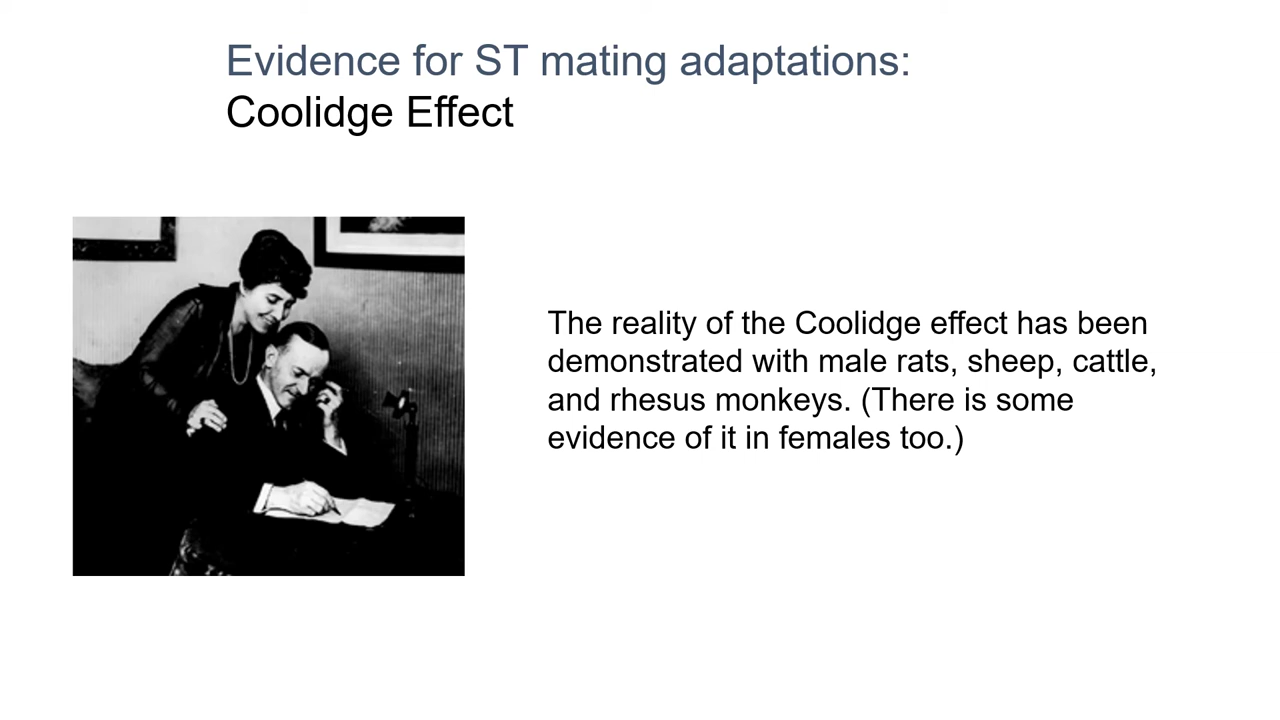 Evidence for ST mating adaptations:
Coolidge Effect
The reality of the Coolidge effect has been
demonstrated with male rats, sheep, cattle,
and rhesus monkeys. (There is some
evidence of it in females too.)